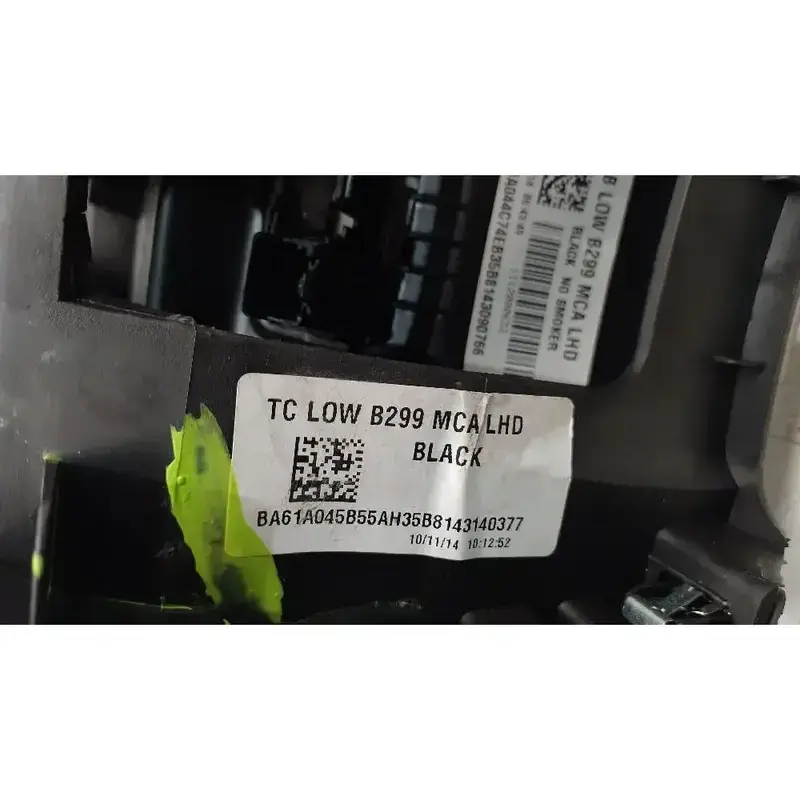 TC LOW B299 MCA LHD
BLACK
BA61A045B55AH35B8143140377
10/11/14 10:12:52
B LOW B299 MCA LHD
BLACK NO SMOKER
A044C74EB35B8143090766